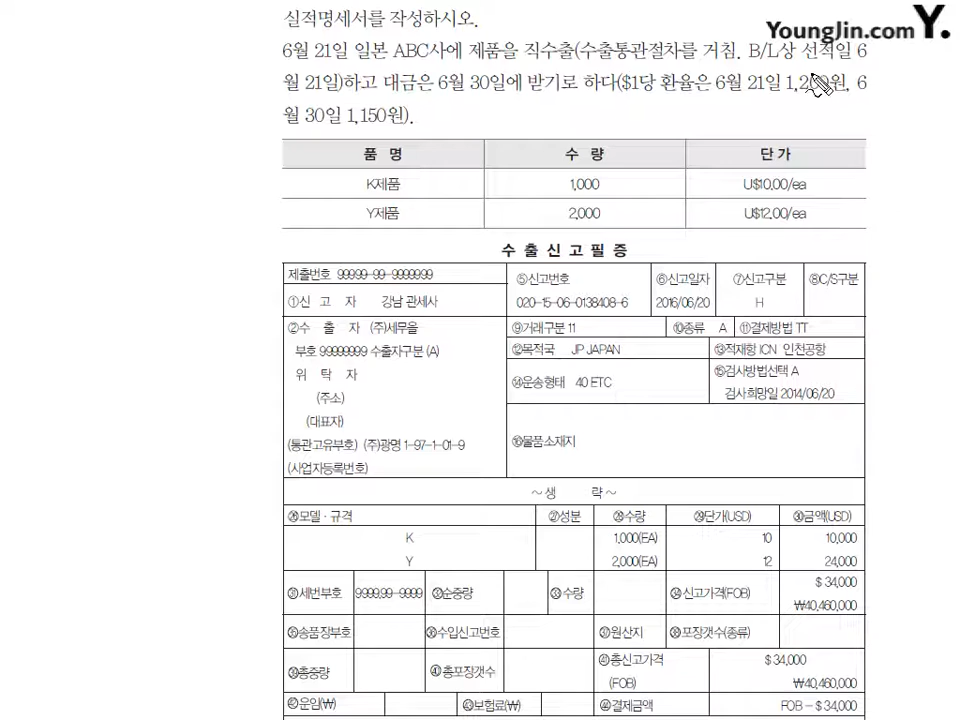 실적명세서를 작성하시오.
YoungJin.com Y.
6월 21일 일본 ABC사에 제품을 직수출(수출통관절차를 거침. B/L상 선적일 6
월 21일)하고 대금은 6월 30일에 받기로 하다($1당 환율은 6월 21일 1,200원, 6
월 30일 1,150원).
품 명 수 량 단 가
K제품 1,000 U$10.00/ea
Y제품 2,000 U$12.00/ea
수 출 신 고 필 증
제출번호 99999-99-9999999
①신 고 자 강남 관세사
⑤신고번호 ⑥신고일자 ⑦신고구분 ⑧C/S구분
020-15-06-0138408-6 2016/06/20 H
②수 출 자 (주)세무을
부호 99999999 수출자구분 (A)
위 탁 자
(주소)
(대표자)
(통관고유부호) (주)광명 1-97-1-01-9
(사업자등록번호)
⑨거래구분 11 ⑩종류 A ⑪결제방법 TT
⑫목적국 JP JAPAN ⑬적재항 ICN 인천공항
⑭운송형태 40 ETC ⑮검사방법선택 A
검사희망일 2014/06/20
⑯물품소재지
~ 생 략 ~
㉖모델·규격 ㉗성분 ㉘수량 ㉙단가(USD) ㉚금액(USD)
K 1,000(EA) 10 10,000
Y 2,000(EA) 12 24,000
㉛세번부호 9999.99-9999 ㉜순중량 ㉝수량 ㉞신고가격(FOB) $ 34,000
₩40,460,000
㉟송품장부호 ㊱수입신고번호 ㊲원산지 ㊳포장갯수(종류)
㊴총중량 ㊵총포장갯수 ㊶총신고가격
(FOB) $ 34,000
₩40,460,000
㊷운임(₩) ㊸보험료(₩) ㊹결제금액 FOB-$ 34,000